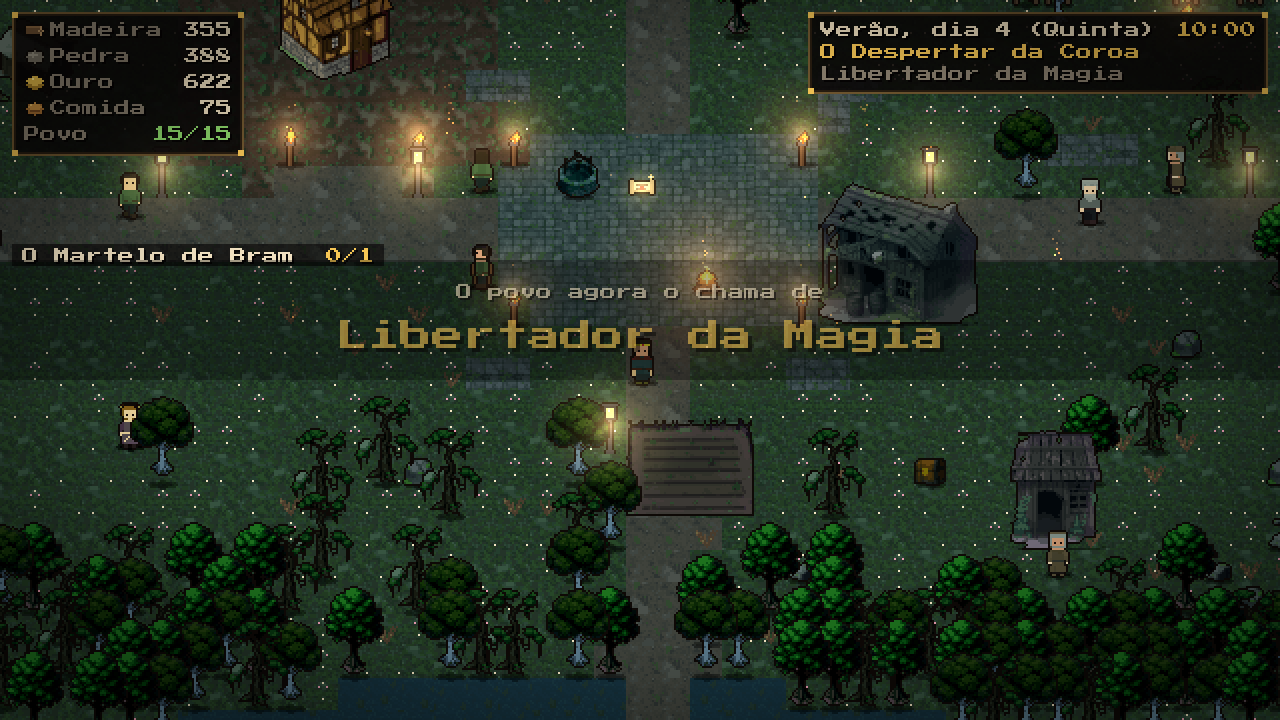 Madeira 355
Pedra 388
Ouro 622
Comida 75
Povo 15/15
Verão, dia 4 (Quinta) 10:00
O Despertar da Coroa
Libertador da Magia
O Martelo de Bram 0/1
O povo agora o chama de
Libertador da Magia